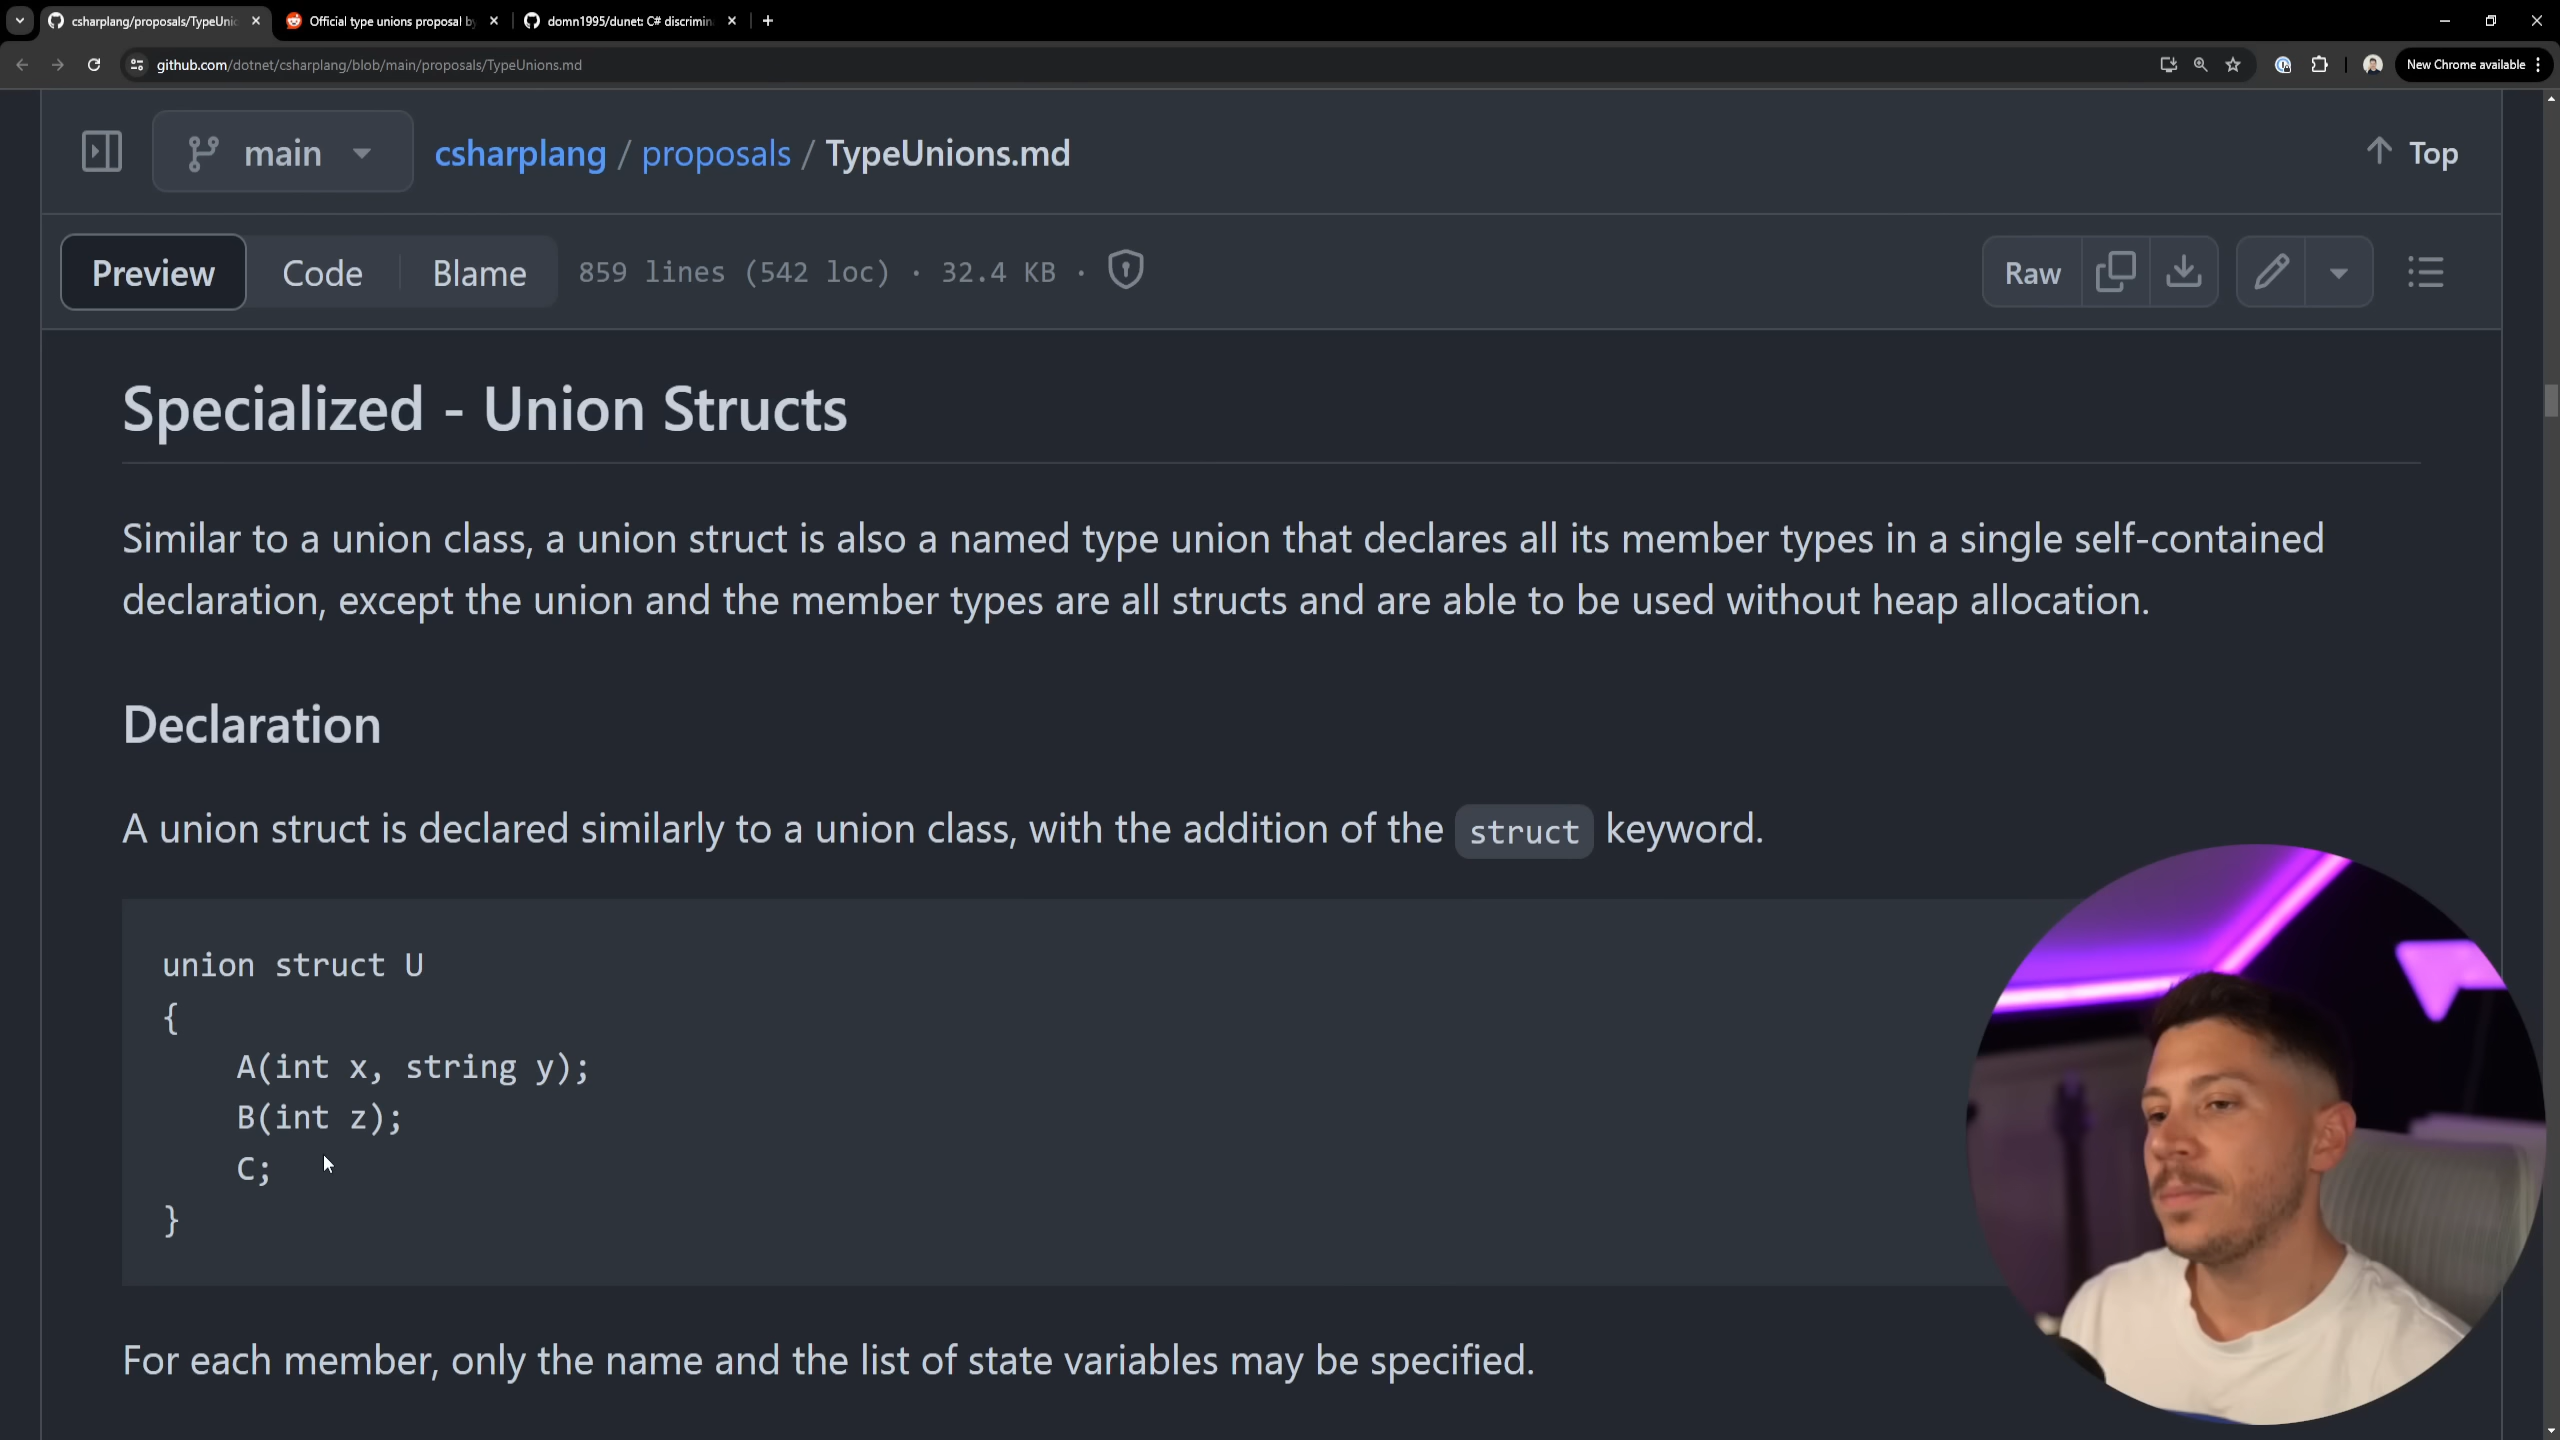 csharplang/proposals/TypeUnio
Official type unions proposal by
domn1995/dunet: C# discrimin
github.com/dotnet/csharplang/blob/main/proposals/TypeUnions.md
New Chrome available
main
csharplang / proposals / TypeUnions.md
Top
Preview
Code
Blame
859 lines (542 loc) · 32.4 KB ·
Raw
Specialized - Union Structs
Similar to a union class, a union struct is also a named type union that declares all its member types in a single self-contained
declaration, except the union and the member types are all structs and are able to be used without heap allocation.
Declaration
A union struct is declared similarly to a union class, with the addition of the struct keyword.
union struct U
{
A(int x, string y);
B(int z);
C;
}
For each member, only the name and the list of state variables may be specified.